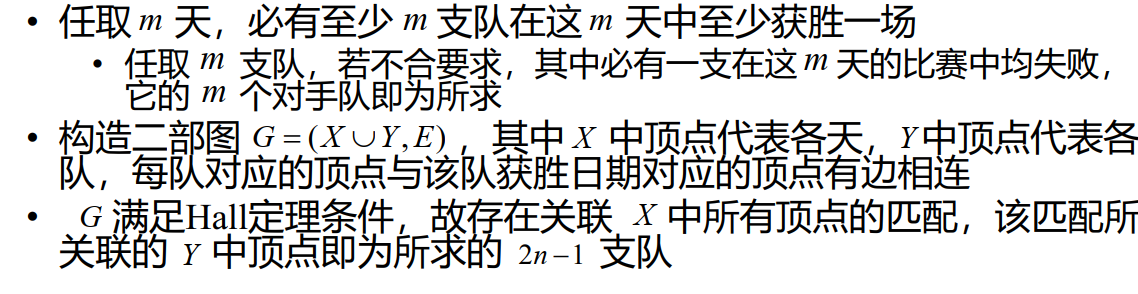 • 任取 m 天，必有至少 m 支队在这 m 天中至少获胜一场
• 任取 m 支队，若不合要求，其中必有一支在这 m 天的比赛中均失败，
它的 m 个对手队即为所求
• 构造二部图 G = (X ∪ Y, E) ，其中 X 中顶点代表各天，Y 中顶点代表各
队，每队对应的顶点与该队获胜日期对应的顶点有边相连
• G 满足Hall定理条件，故存在关联 X 中所有顶点的匹配，该匹配所
关联的 Y 中顶点即为所求的 2n−1 支队